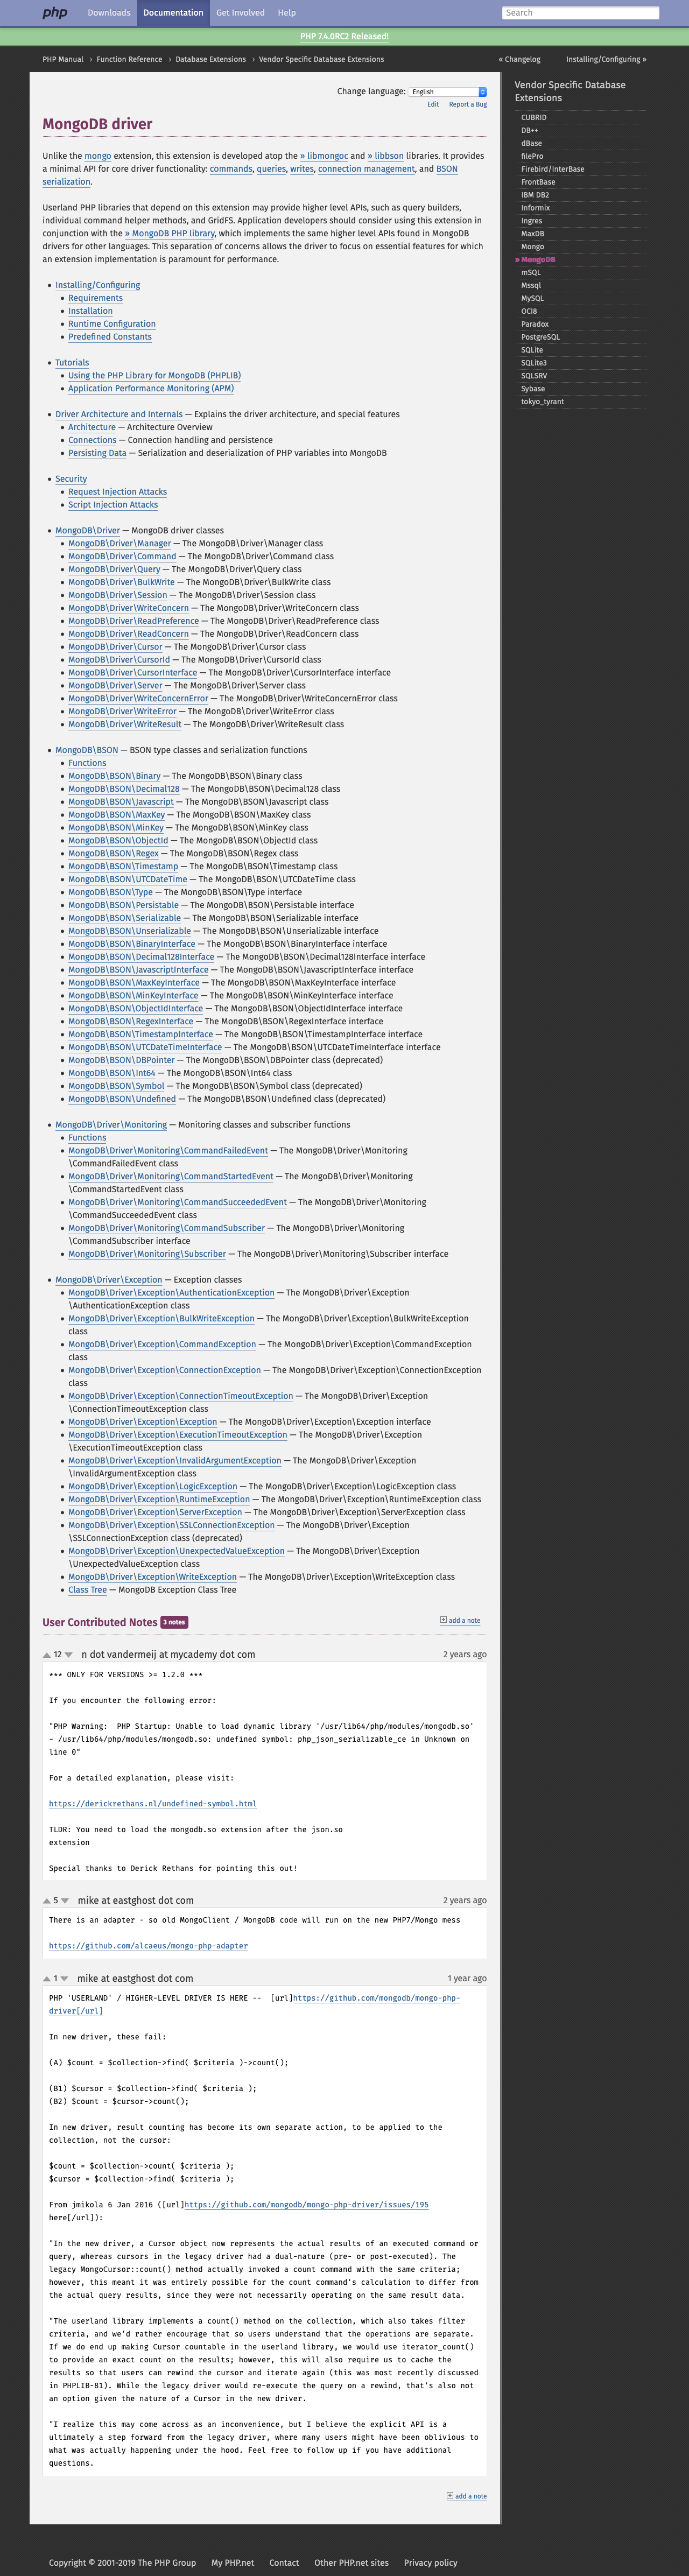 php
Downloads
Documentation
Get Involved
Help
Search
PHP 7.4.0RC2 Released!
PHP Manual › Function Reference › Database Extensions › Vendor Specific Database Extensions
« Changelog
Installing/Configuring »
Change language: English
Edit Report a Bug
MongoDB driver
Unlike the mongo extension, this extension is developed atop the » libmongoc and » libbson libraries. It provides
a minimal API for core driver functionality: commands, queries, writes, connection management, and BSON
serialization.
Userland PHP libraries that depend on this extension may provide higher level APIs, such as query builders,
individual command helper methods, and GridFS. Application developers should consider using this extension in
conjunction with the » MongoDB PHP library, which implements the same higher level APIs found in MongoDB
drivers for other languages. This separation of concerns allows the driver to focus on essential features for which
an extension implementation is paramount for performance.
• Installing/Configuring
• Requirements
• Installation
• Runtime Configuration
• Predefined Constants
• Tutorials
• Using the PHP Library for MongoDB (PHPLIB)
• Application Performance Monitoring (APM)
• Driver Architecture and Internals — Explains the driver architecture, and special features
• Architecture — Architecture Overview
• Connections — Connection handling and persistence
• Persisting Data — Serialization and deserialization of PHP variables into MongoDB
• Security
• Request Injection Attacks
• Script Injection Attacks
• MongoDB\Driver — MongoDB driver classes
• MongoDB\Driver\Manager — The MongoDB\Driver\Manager class
• MongoDB\Driver\Command — The MongoDB\Driver\Command class
• MongoDB\Driver\Query — The MongoDB\Driver\Query class
• MongoDB\Driver\BulkWrite — The MongoDB\Driver\BulkWrite class
• MongoDB\Driver\Session — The MongoDB\Driver\Session class
• MongoDB\Driver\WriteConcern — The MongoDB\Driver\WriteConcern class
• MongoDB\Driver\ReadPreference — The MongoDB\Driver\ReadPreference class
• MongoDB\Driver\ReadConcern — The MongoDB\Driver\ReadConcern class
• MongoDB\Driver\Cursor — The MongoDB\Driver\Cursor class
• MongoDB\Driver\CursorId — The MongoDB\Driver\CursorId class
• MongoDB\Driver\CursorInterface — The MongoDB\Driver\CursorInterface interface
• MongoDB\Driver\Server — The MongoDB\Driver\Server class
• MongoDB\Driver\WriteConcernError — The MongoDB\Driver\WriteConcernError class
• MongoDB\Driver\WriteError — The MongoDB\Driver\WriteError class
• MongoDB\Driver\WriteResult — The MongoDB\Driver\WriteResult class
• MongoDB\BSON — BSON type classes and serialization functions
• Functions
• MongoDB\BSON\Binary — The MongoDB\BSON\Binary class
• MongoDB\BSON\Decimal128 — The MongoDB\BSON\Decimal128 class
• MongoDB\BSON\Javascript — The MongoDB\BSON\Javascript class
• MongoDB\BSON\MaxKey — The MongoDB\BSON\MaxKey class
• MongoDB\BSON\MinKey — The MongoDB\BSON\MinKey class
• MongoDB\BSON\ObjectId — The MongoDB\BSON\ObjectId class
• MongoDB\BSON\Regex — The MongoDB\BSON\Regex class
• MongoDB\BSON\Timestamp — The MongoDB\BSON\Timestamp class
• MongoDB\BSON\UTCDateTime — The MongoDB\BSON\UTCDateTime class
• MongoDB\BSON\Type — The MongoDB\BSON\Type interface
• MongoDB\BSON\Persistable — The MongoDB\BSON\Persistable interface
• MongoDB\BSON\Serializable — The MongoDB\BSON\Serializable interface
• MongoDB\BSON\Unserializable — The MongoDB\BSON\Unserializable interface
• MongoDB\BSON\BinaryInterface — The MongoDB\BSON\BinaryInterface interface
• MongoDB\BSON\Decimal128Interface — The MongoDB\BSON\Decimal128Interface interface
• MongoDB\BSON\JavascriptInterface — The MongoDB\BSON\JavascriptInterface interface
• MongoDB\BSON\MaxKeyInterface — The MongoDB\BSON\MaxKeyInterface interface
• MongoDB\BSON\MinKeyInterface — The MongoDB\BSON\MinKeyInterface interface
• MongoDB\BSON\ObjectIdInterface — The MongoDB\BSON\ObjectIdInterface interface
• MongoDB\BSON\RegexInterface — The MongoDB\BSON\RegexInterface interface
• MongoDB\BSON\TimestampInterface — The MongoDB\BSON\TimestampInterface interface
• MongoDB\BSON\UTCDateTimeInterface — The MongoDB\BSON\UTCDateTimeInterface interface
• MongoDB\BSON\DBPointer — The MongoDB\BSON\DBPointer class (deprecated)
• MongoDB\BSON\Int64 — The MongoDB\BSON\Int64 class
• MongoDB\BSON\Symbol — The MongoDB\BSON\Symbol class (deprecated)
• MongoDB\BSON\Undefined — The MongoDB\BSON\Undefined class (deprecated)
• MongoDB\Driver\Monitoring — Monitoring classes and subscriber functions
• Functions
• MongoDB\Driver\Monitoring\CommandFailedEvent — The MongoDB\Driver\Monitoring
\CommandFailedEvent class
• MongoDB\Driver\Monitoring\CommandStartedEvent — The MongoDB\Driver\Monitoring
\CommandStartedEvent class
• MongoDB\Driver\Monitoring\CommandSucceededEvent — The MongoDB\Driver\Monitoring
\CommandSucceededEvent class
• MongoDB\Driver\Monitoring\CommandSubscriber — The MongoDB\Driver\Monitoring
\CommandSubscriber interface
• MongoDB\Driver\Monitoring\Subscriber — The MongoDB\Driver\Monitoring\Subscriber interface
• MongoDB\Driver\Exception — Exception classes
• MongoDB\Driver\Exception\AuthenticationException — The MongoDB\Driver\Exception
\AuthenticationException class
• MongoDB\Driver\Exception\BulkWriteException — The MongoDB\Driver\Exception\BulkWriteException
class
• MongoDB\Driver\Exception\CommandException — The MongoDB\Driver\Exception\CommandException
class
• MongoDB\Driver\Exception\ConnectionException — The MongoDB\Driver\Exception\ConnectionException
class
• MongoDB\Driver\Exception\ConnectionTimeoutException — The MongoDB\Driver\Exception
\ConnectionTimeoutException class
• MongoDB\Driver\Exception\Exception — The MongoDB\Driver\Exception\Exception interface
• MongoDB\Driver\Exception\ExecutionTimeoutException — The MongoDB\Driver\Exception
\ExecutionTimeoutException class
• MongoDB\Driver\Exception\InvalidArgumentException — The MongoDB\Driver\Exception
\InvalidArgumentException class
• MongoDB\Driver\Exception\LogicException — The MongoDB\Driver\Exception\LogicException class
• MongoDB\Driver\Exception\RuntimeException — The MongoDB\Driver\Exception\RuntimeException class
• MongoDB\Driver\Exception\ServerException — The MongoDB\Driver\Exception\ServerException class
• MongoDB\Driver\Exception\SSLConnectionException — The MongoDB\Driver\Exception
\SSLConnectionException class (deprecated)
• MongoDB\Driver\Exception\UnexpectedValueException — The MongoDB\Driver\Exception
\UnexpectedValueException class
• MongoDB\Driver\Exception\WriteException — The MongoDB\Driver\Exception\WriteException class
• Class Tree — MongoDB Exception Class Tree
User Contributed Notes 3 notes
add a note
12 n dot vandermeij at mycademy dot com 2 years ago
*** ONLY FOR VERSIONS >= 1.2.0 ***
If you encounter the following error:
"PHP Warning:  PHP Startup: Unable to load dynamic library '/usr/lib64/php/modules/mongodb.so'
- /usr/lib64/php/modules/mongodb.so: undefined symbol: php_json_serializable_ce in Unknown on
line 0"
For a detailed explanation, please visit:
https://derickrethans.nl/undefined-symbol.html
TLDR: You need to load the mongodb.so extension after the json.so
extension
Special thanks to Derick Rethans for pointing this out!
5 mike at eastghost dot com 2 years ago
There is an adapter - so old MongoClient / MongoDB code will run on the new PHP7/Mongo mess
https://github.com/alcaeus/mongo-php-adapter
1 mike at eastghost dot com 1 year ago
PHP 'USERLAND' / HIGHER-LEVEL DRIVER IS HERE --  [url]https://github.com/mongodb/mongo-php-
driver[/url]
In new driver, these fail:
(A) $count = $collection->find( $criteria )->count();
(B1) $cursor = $collection->find( $criteria );
(B2) $count = $cursor->count();
In new driver, result counting has become its own separate action, to be applied to the
collection, not the cursor:
$count = $collection->count( $criteria );
$cursor = $collection->find( $criteria );
From jmikola 6 Jan 2016 ([url]https://github.com/mongodb/mongo-php-driver/issues/195
here[/url]):
"In the new driver, a Cursor object now represents the actual results of an executed command or
query, whereas cursors in the legacy driver had a dual-nature (pre- or post-executed). The
legacy MongoCursor::count() method actually invoked a count command with the same criteria;
however, this meant it was entirely possible for the count command's calculation to differ from
the actual query results, since they were not necessarily operating on the same result data.
"The userland library implements a count() method on the collection, which also takes filter
criteria, and we'd rather encourage that so users understand that the operations are separate.
If we do end up making Cursor countable in the userland library, we would use iterator_count()
to provide an exact count on the results; however, this will also require us to cache the
results so that users can rewind the cursor and iterate again (this was most recently discussed
in PHPLIB-81). While the legacy driver would re-execute the query on a rewind, that's also not
an option given the nature of a Cursor in the new driver.
"I realize this may come across as an inconvenience, but I believe the explicit API is a
ultimately a step forward from the legacy driver, where many users might have been oblivious to
what was actually happening under the hood. Feel free to follow up if you have additional
questions.
add a note
Vendor Specific Database
Extensions
CUBRID
DB++
dBase
filePro
Firebird/InterBase
FrontBase
IBM DB2
Informix
Ingres
MaxDB
Mongo
» MongoDB
mSQL
Mssql
MySQL
OCI8
Paradox
PostgreSQL
SQLite
SQLite3
SQLSRV
Sybase
tokyo_tyrant
Copyright © 2001-2019 The PHP Group
My PHP.net
Contact
Other PHP.net sites
Privacy policy